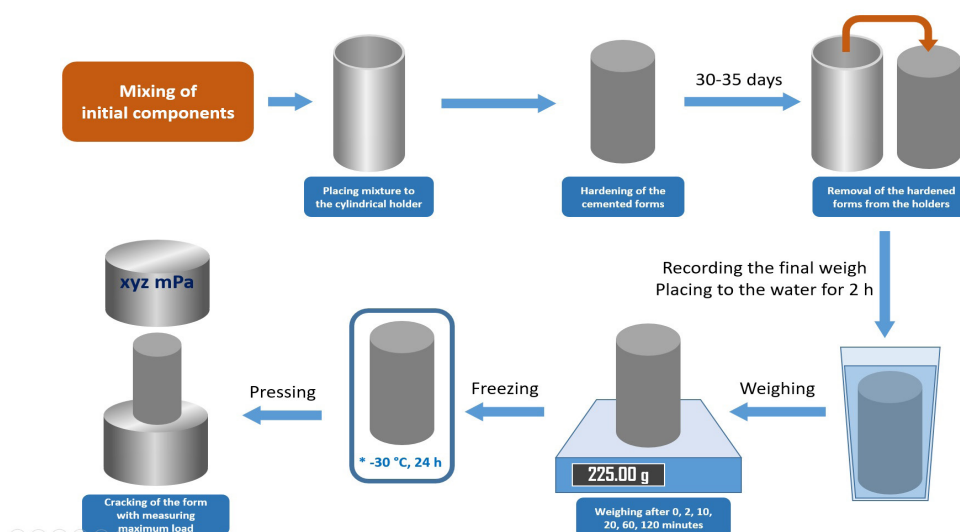 Mixing of
initial components
Placing mixture to
the cylindrical holder
Hardening of the
cemented forms
30-35 days
Removal of the hardened
forms from the holders
Recording the final weigh
Placing to the water for 2 h
Weighing
225.00 g
Weighing after 0, 2, 10,
20, 60, 120 minutes
Freezing
* -30 °C, 24 h
Pressing
xyz mPa
Cracking of the form
with measuring
maximum load